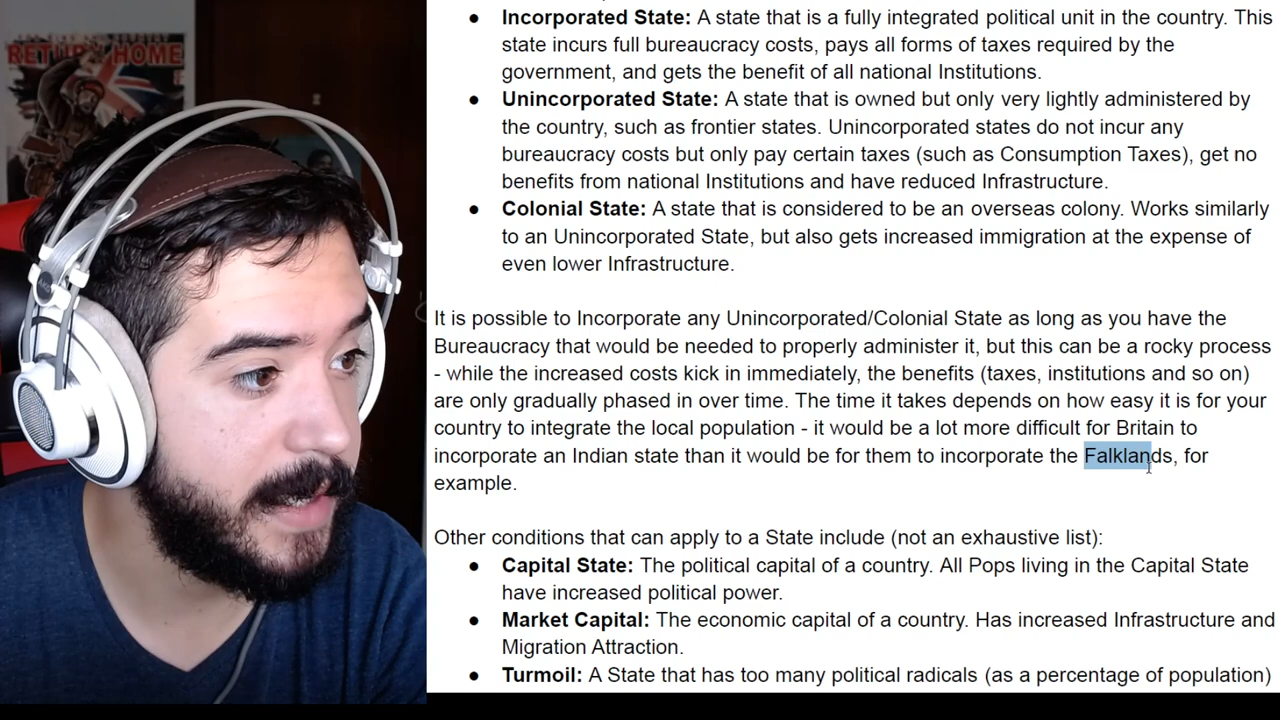 RETURN HOME
● Incorporated State: A state that is a fully integrated political unit in the country. This
state incurs full bureaucracy costs, pays all forms of taxes required by the
government, and gets the benefit of all national Institutions.
● Unincorporated State: A state that is owned but only very lightly administered by
the country, such as frontier states. Unincorporated states do not incur any
bureaucracy costs but only pay certain taxes (such as Consumption Taxes), get no
benefits from national Institutions and have reduced Infrastructure.
● Colonial State: A state that is considered to be an overseas colony. Works similarly
to an Unincorporated State, but also gets increased immigration at the expense of
even lower Infrastructure.
It is possible to Incorporate any Unincorporated/Colonial State as long as you have the
Bureaucracy that would be needed to properly administer it, but this can be a rocky process
- while the increased costs kick in immediately, the benefits (taxes, institutions and so on)
are only gradually phased in over time. The time it takes depends on how easy it is for your
country to integrate the local population - it would be a lot more difficult for Britain to
incorporate an Indian state than it would be for them to incorporate the Falklands, for
example.
Other conditions that can apply to a State include (not an exhaustive list):
● Capital State: The political capital of a country. All Pops living in the Capital State
have increased political power.
● Market Capital: The economic capital of a country. Has increased Infrastructure and
Migration Attraction.
● Turmoil: A State that has too many political radicals (as a percentage of population)